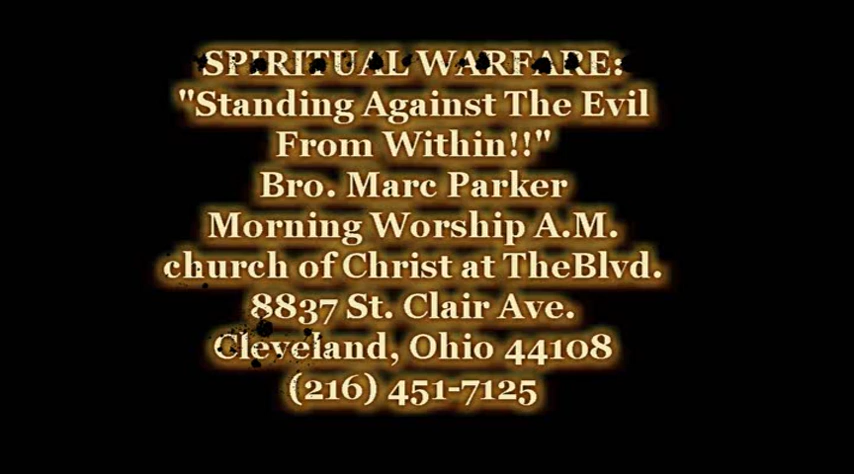 SPIRITUAL WARFARE:
"Standing Against The Evil
From Within!!"
Bro. Marc Parker
Morning Worship A.M.
church of Christ at TheBlvd.
8837 St. Clair Ave.
Cleveland, Ohio 44108
(216) 451-7125